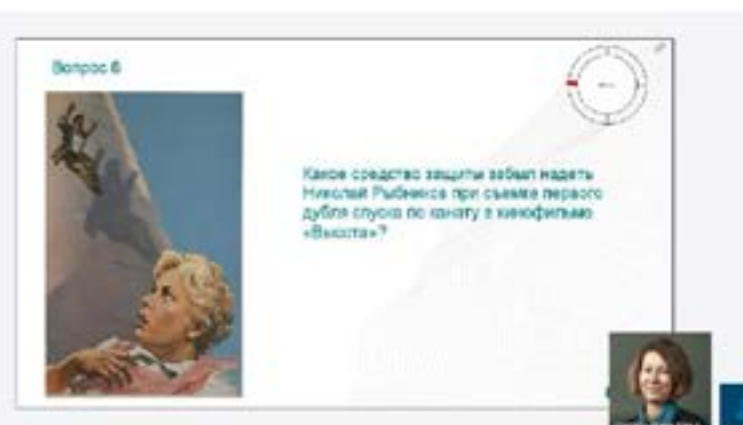 Вопрос 6
Какое средство защиты забыл надеть
Николай Рыбников при съемке первого
дубля спуска по канату в кинофильме
«Высота»?